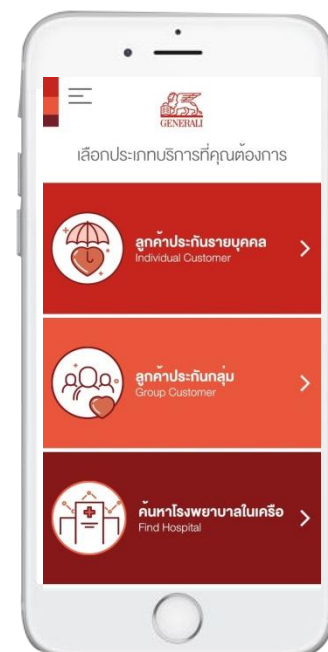 GENERALI
เลือกประเภทบริการที่คุณต้องการ
ลูกค้าประกันรายบุคคล
Individual Customer
ลูกค้าประกันกลุ่ม
Group Customer
ค้นหาโรงพยาบาลในเครือ
Find Hospital